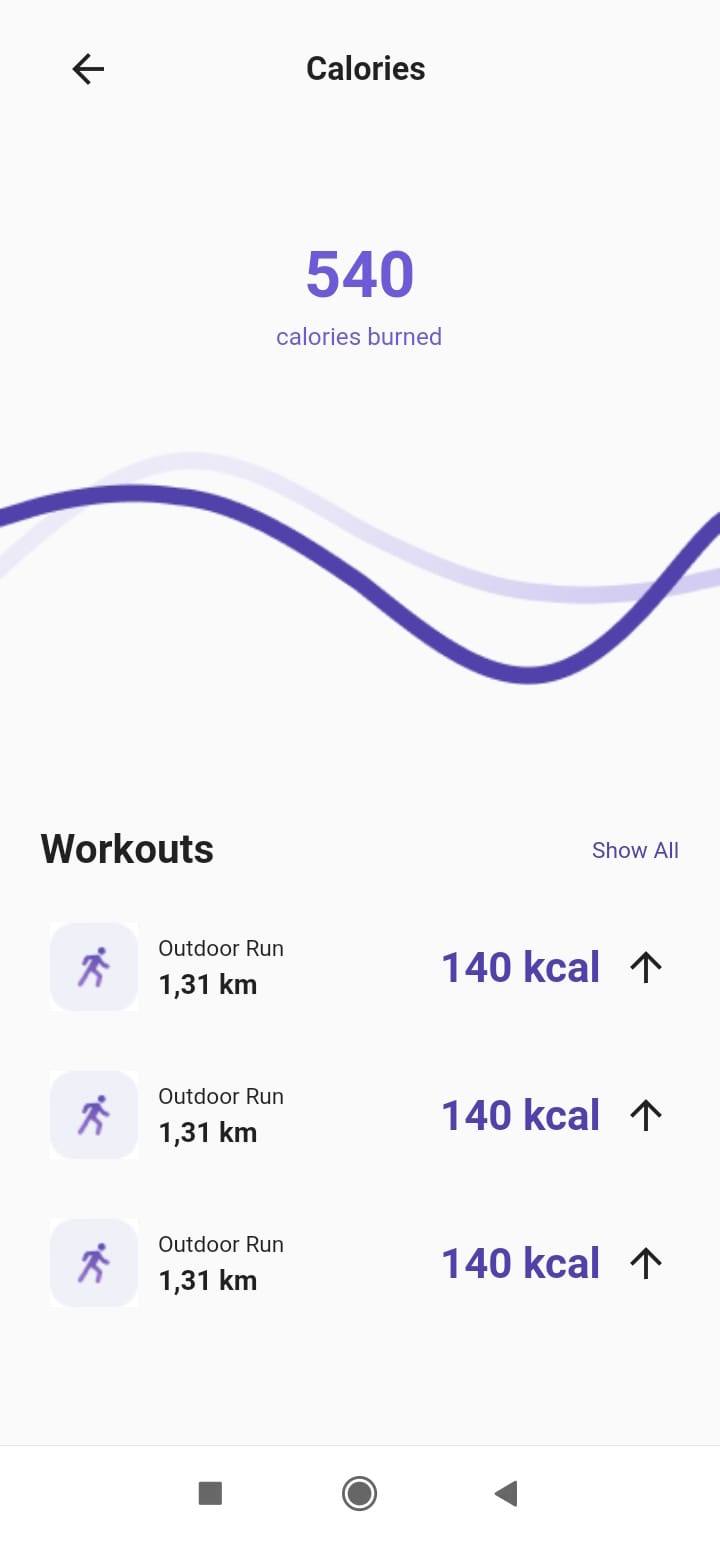 Calories
540
calories burned
Workouts
Show All
Outdoor Run
1,31 km
140 kcal
Outdoor Run
1,31 km
140 kcal
Outdoor Run
1,31 km
140 kcal